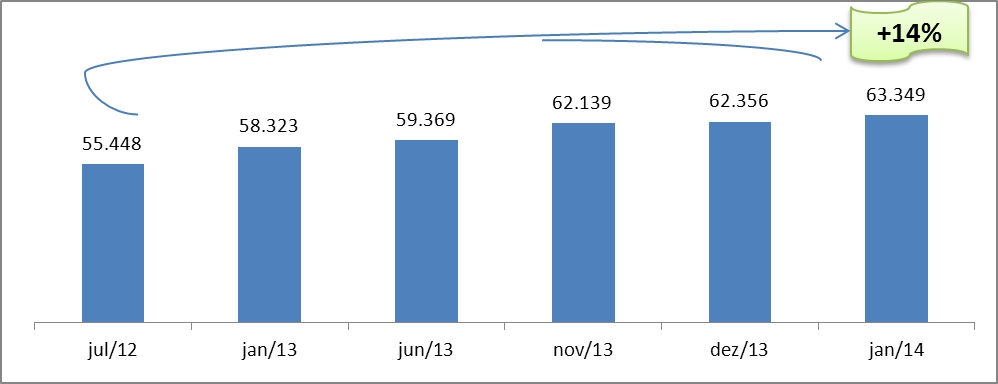 +14%
55.448
58.323
59.369
62.139
62.356
63.349
jul/12
jan/13
jun/13
nov/13
dez/13
jan/14